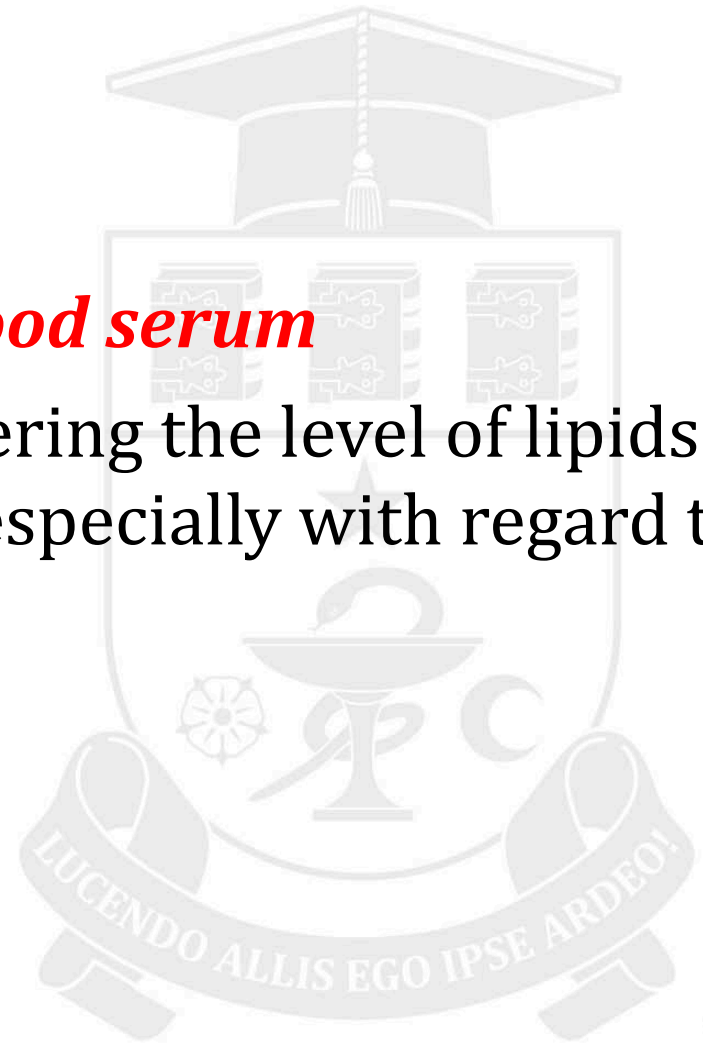 ood serum
ering the level of lipids
especially with regard t
LUCENDO ALLIS EGO IPSE ARDEO!